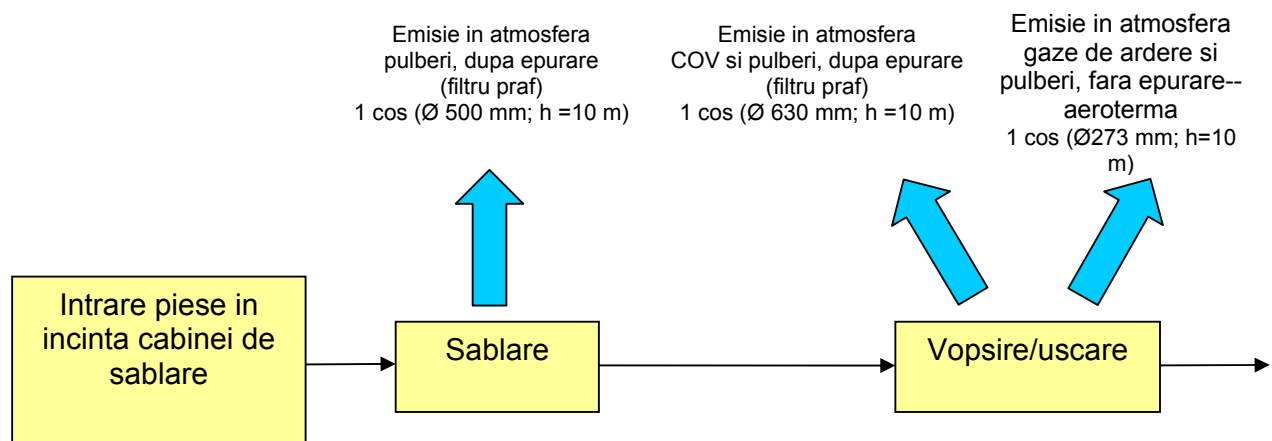 Emisie in atmosfera
pulberi, dupa epurare
(filtru praf)
1 cos (Ø 500 mm; h =10 m)
Emisie in atmosfera
COV si pulberi, dupa epurare
(filtru praf)
1 cos (Ø 630 mm; h =10 m)
Emisie in atmosfera
gaze de ardere si
pulberi, fara epurare--
aeroterma
1 cos (Ø273 mm; h=10
m)
Intrare piese in
incinta cabinei de
sablare
Sablare
Vopsire/uscare